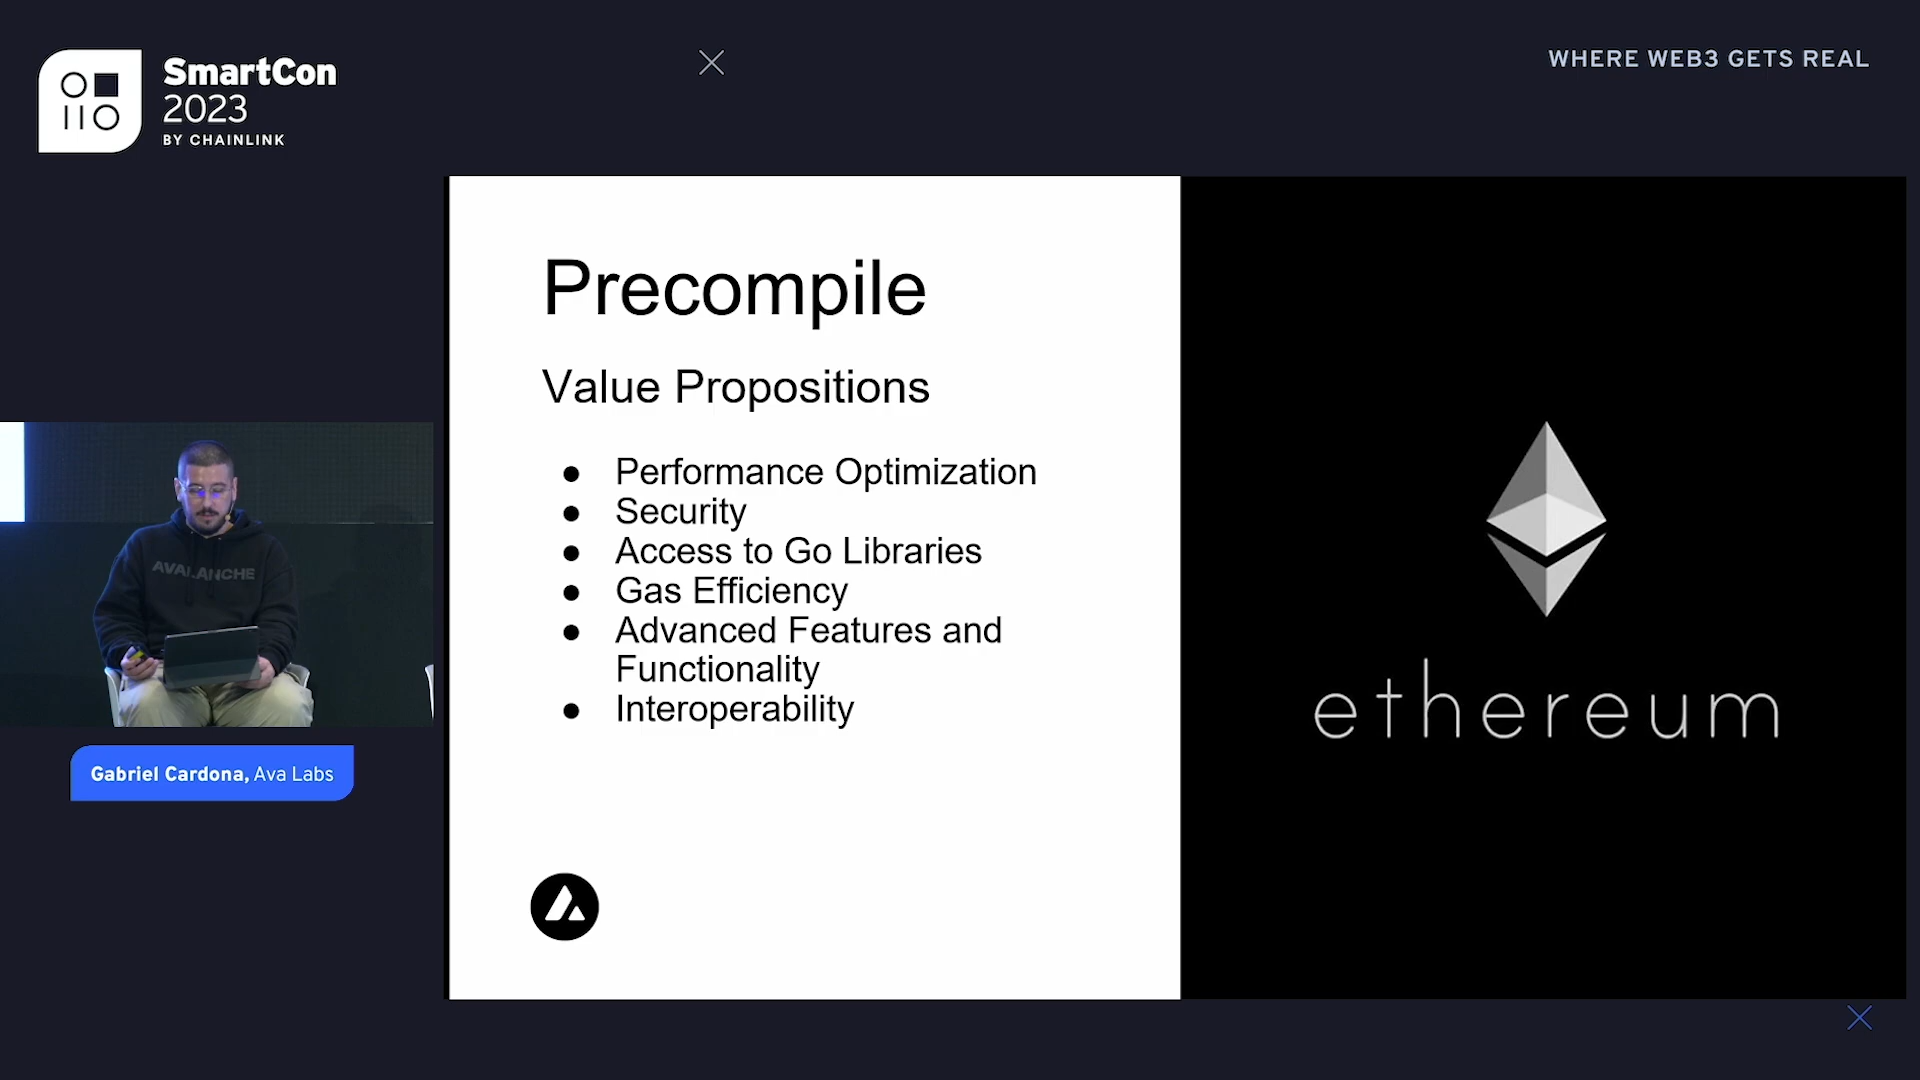 SmartCon
2023
BY CHAINLINK
WHERE WEB3 GETS REAL
Precompile
Value Propositions
● Performance Optimization
● Security
● Access to Go Libraries
● Gas Efficiency
● Advanced Features and
Functionality
● Interoperability
ethereum
AVALANCHE
Gabriel Cardona, Ava Labs